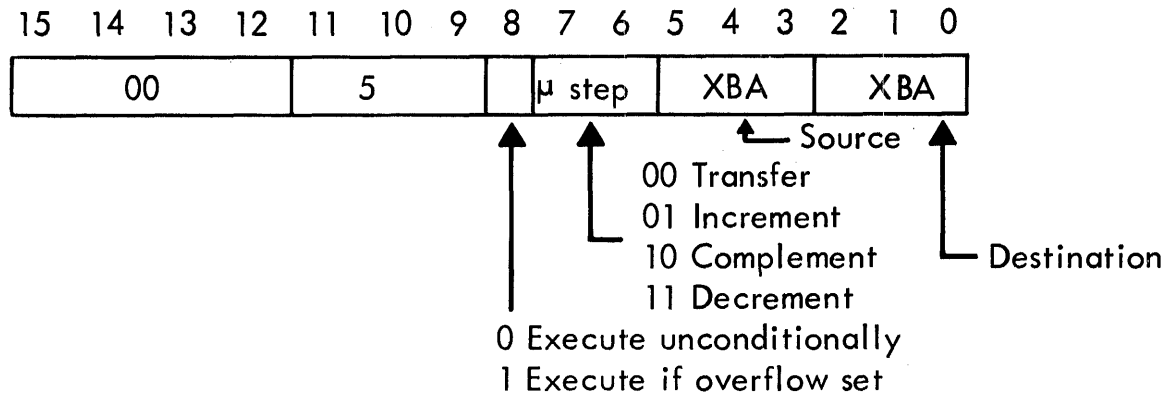 15 14 13 12 11 10 9 8 7 6 5 4 3 2 1 0
00 5 μ step XBA XBA
Source
00 Transfer
01 Increment
10 Complement
Destination
11 Decrement
0 Execute unconditionally
1 Execute if overflow set